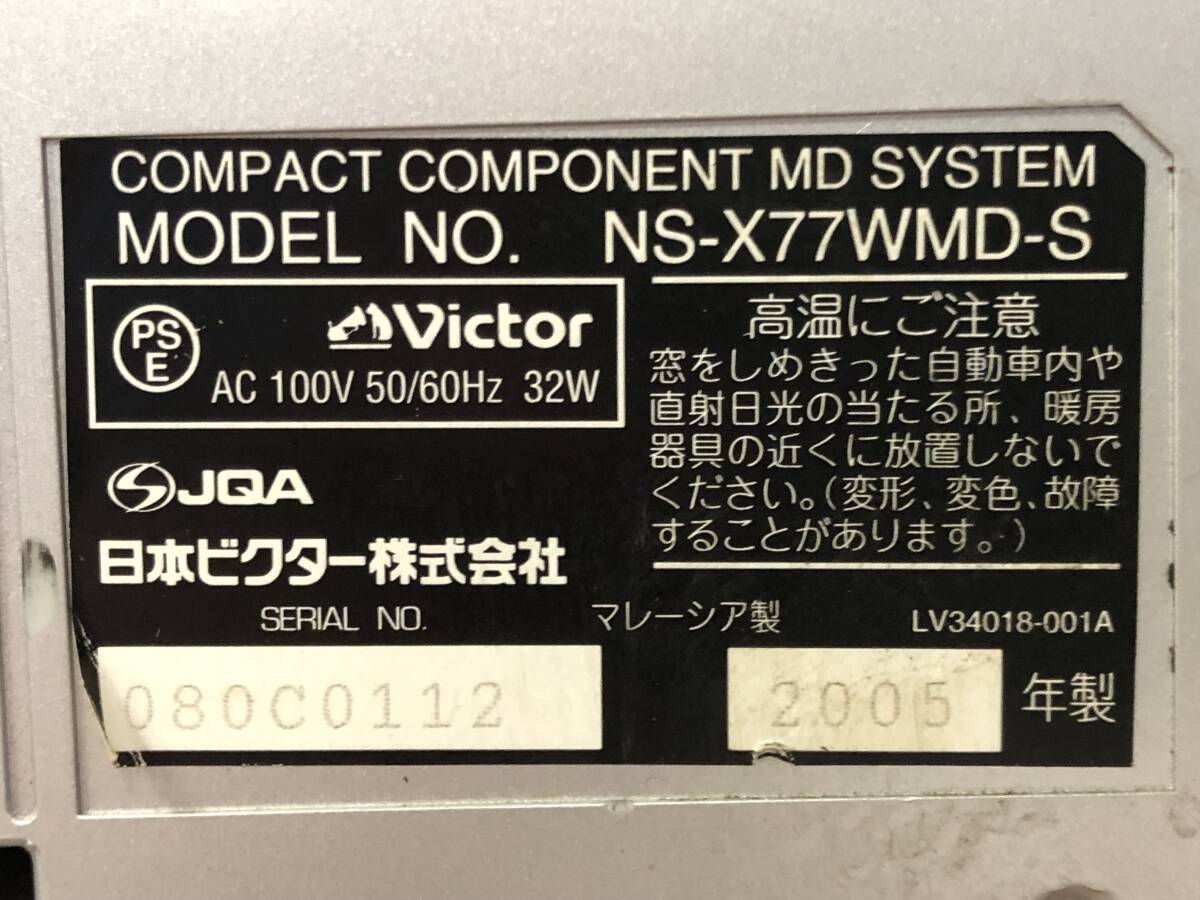 COMPACT COMPONENT MD SYSTEM
MODEL NO. NS-X77WMD-S
PS
E
Victor
AC 100V 50/60Hz 32W
JQA
日本ビクター株式会社
高温にご注意
窓をしめきった自動車内や
直射日光の当たる所、暖房
器具の近くに放置しないで
ください。(変形、変色、故障
することがあります。)
SERIAL NO.
マレーシア製
LV34018-001A
080C0112
2005
年製